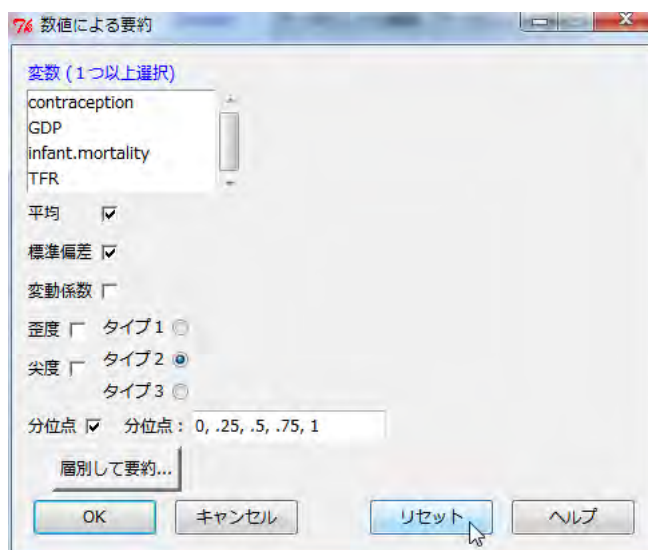 数値による要約
変数 (1つ以上選択)
contraception
GDP
infant.mortality
TFR
平均
標準偏差
変動係数
歪度 タイプ1
尖度 タイプ2
タイプ3
分位点 分位点: 0, .25, .5, .75, 1
層別して要約...
OK キャンセル リセット ヘルプ